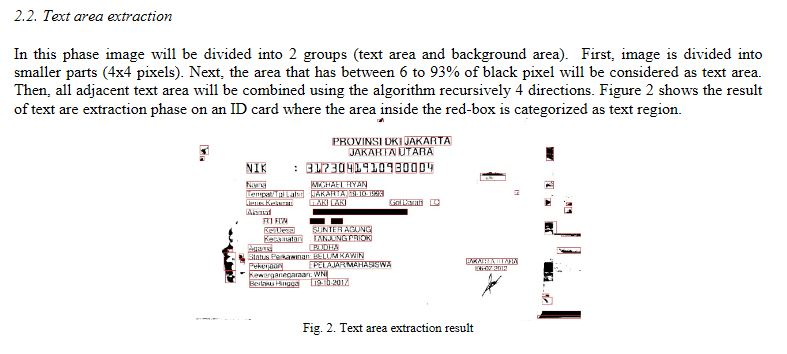 2.2. Text area extraction
In this phase image will be divided into 2 groups (text area and background area). First, image is divided into
smaller parts (4x4 pixels). Next, the area that has between 6 to 93% of black pixel will be considered as text area.
Then, all adjacent text area will be combined using the algorithm recursively 4 directions. Figure 2 shows the result
of text are extraction phase on an ID card where the area inside the red-box is categorized as text region.
PROVINSI DKI JAKARTA
JAKARTA UTARA
NIK :
Nama MICHAEL RYAN
Tempat/Tgl Lahir JAKARTA 19-10-1993
Jenis Kelamin LAKI LAKI Gol Darah
Alamat
Kel/Desa SUNTER AGUNG
Kecamatan TANJUNG PRIOK
Agama BUDHA
Status Perkawinan BELUM KAWIN
Pekerjaan PELAJAR/MAHASISWA JAKARTA UTARA
Kewarganegaraan: WNI 06-07-2012
Berlaku Hingga 19-10-2017
Fig. 2. Text area extraction result